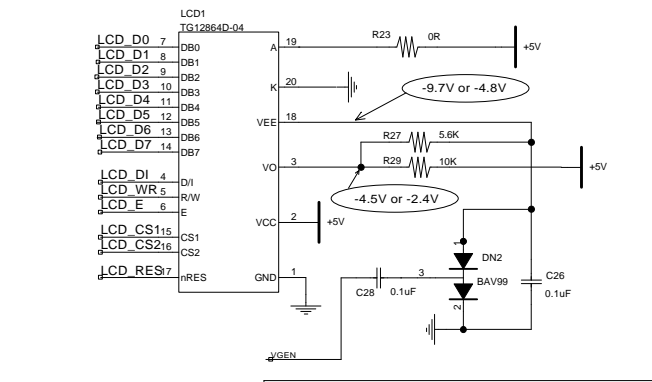 LCD1
TG12864D-04
LCD_D0 7 DB0
LCD_D1 8 DB1
LCD_D2 9 DB2
LCD_D3 10 DB3
LCD_D4 11 DB4
LCD_D5 12 DB5
LCD_D6 13 DB6
LCD_D7 14 DB7
LCD_DI 4 D/I
LCD_WR 5 R/W
LCD_E 6 E
LCD_CS1 15 CS1
LCD_CS2 16 CS2
LCD_RES 17 nRES
A 19
K 20
VEE 18
VO 3
VCC 2
GND 1
R23 0R
+5V
-9.7V or -4.8V
R27 5.6K
R29 10K
+5V
-4.5V or -2.4V
+5V
1
DN2
3
BAV99
2
C28 0.1uF
C26
0.1uF
VGEN